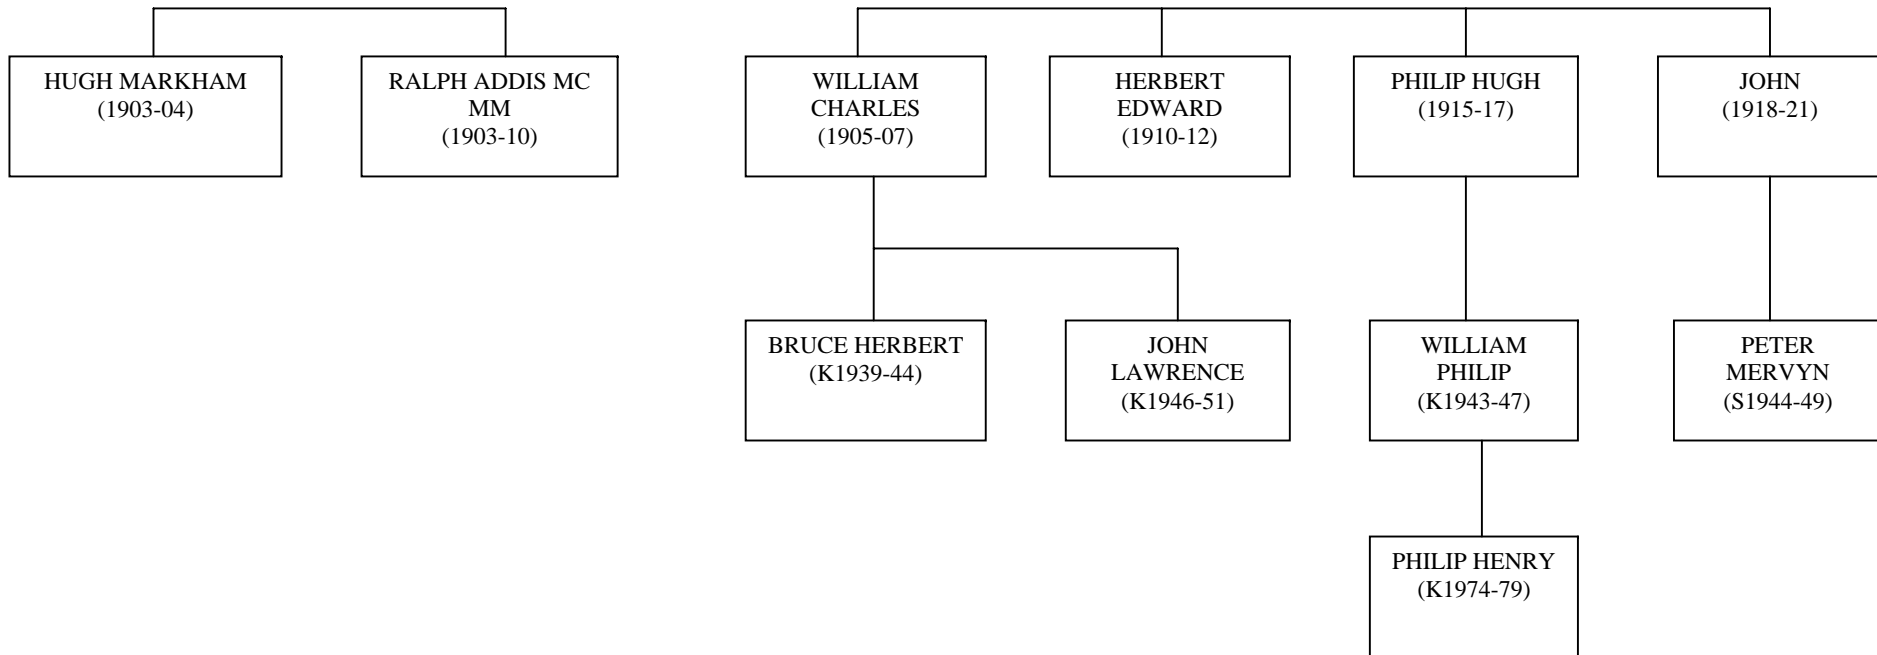 HUGH MARKHAM
(1903-04)
RALPH ADDIS MC
MM
(1903-10)
WILLIAM
CHARLES
(1905-07)
HERBERT
EDWARD
(1910-12)
PHILIP HUGH
(1915-17)
JOHN
(1918-21)
BRUCE HERBERT
(K1939-44)
JOHN
LAWRENCE
(K1946-51)
WILLIAM
PHILIP
(K1943-47)
PETER
MERVYN
(S1944-49)
PHILIP HENRY
(K1974-79)